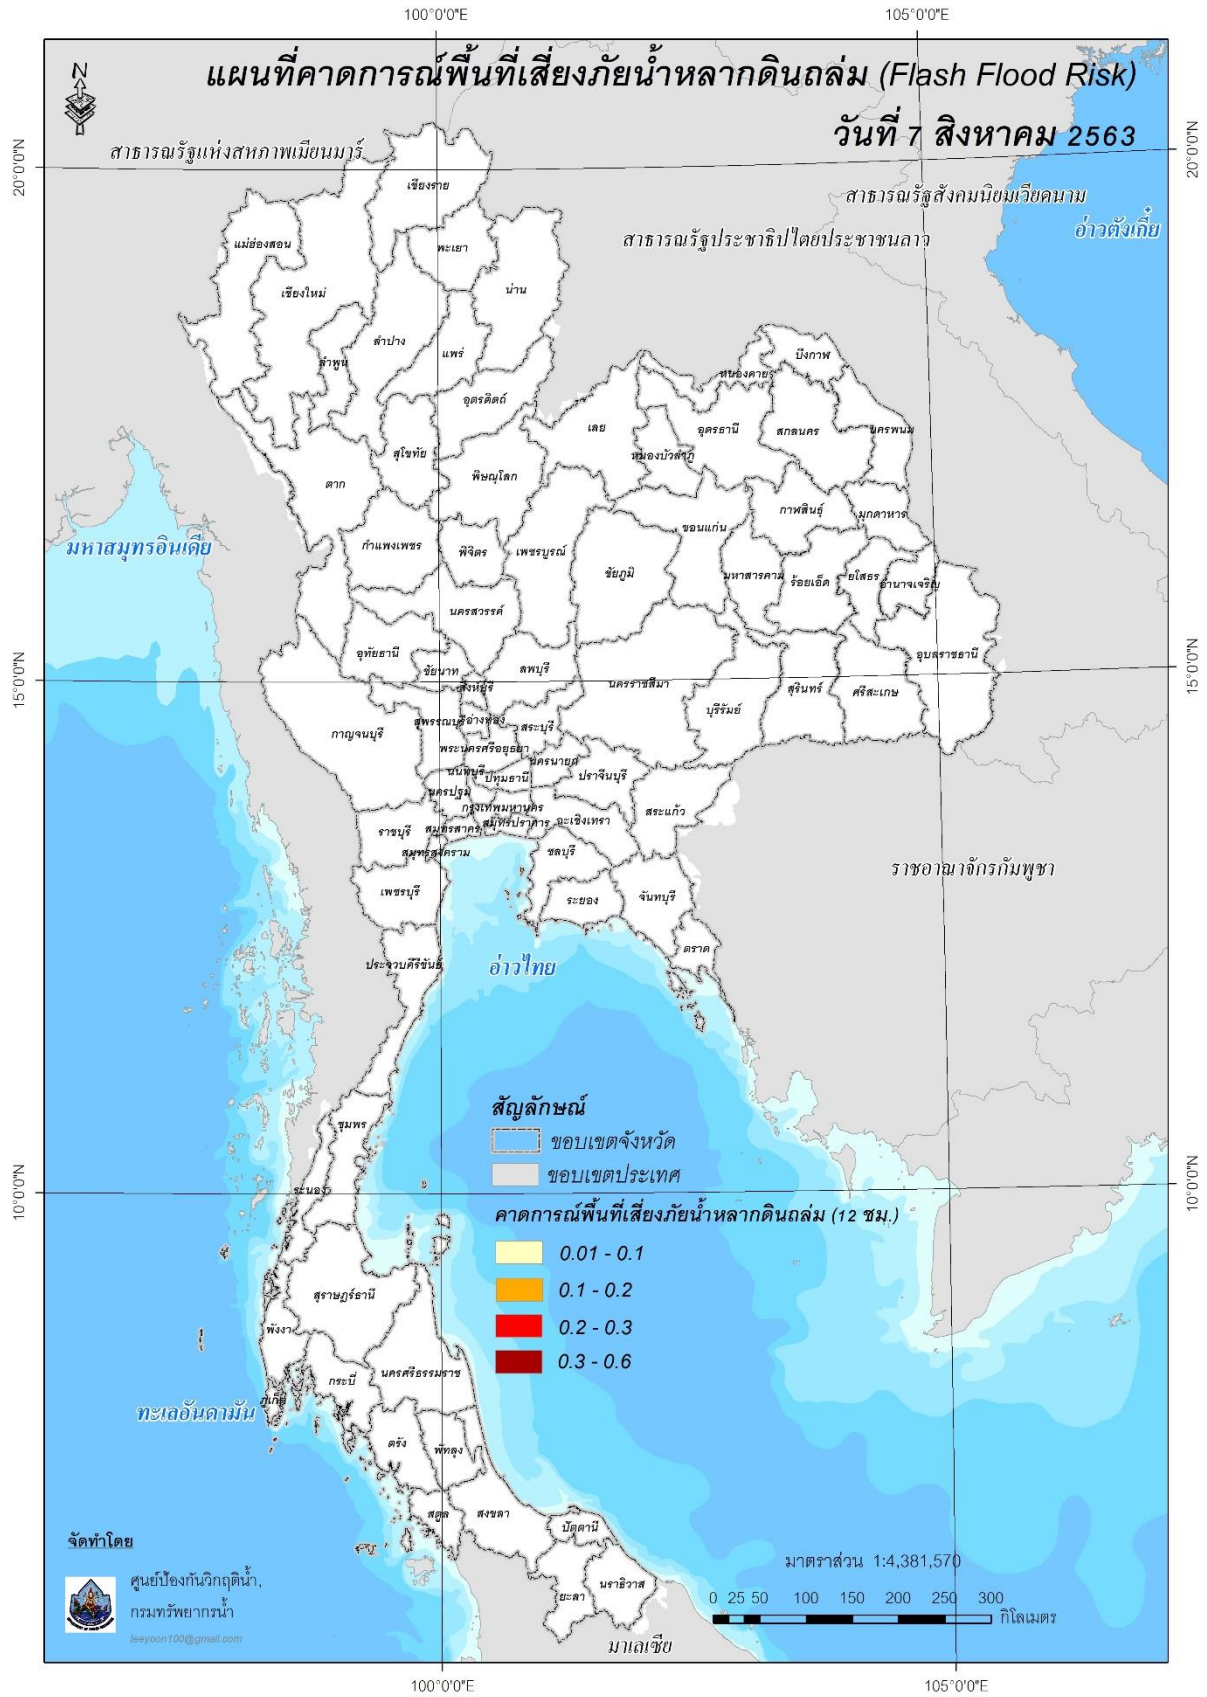 100°0'0"E
105°0'0"E
แผนที่คาดการณ์พื้นที่เสี่ยงภัยน้ำหลากดินถล่ม (Flash Flood Risk)
วันที่ 7 สิงหาคม 2563
N
20°0'0"N
20°0'0"N
สาธารณรัฐแห่งสหภาพเมียนมาร์
สาธารณรัฐสังคมนิยมเวียดนาม
สาธารณรัฐประชาธิปไตยประชาชนลาว
อ่าวตังเกี๋ย
เชียงราย
แม่ฮ่องสอน
พะเยา
เชียงใหม่
น่าน
ลำปาง
แพร่
ลำพูน
บึงกาฬ
หนองคาย
อุตรดิตถ์
เลย
อุดรธานี
สกลนคร
นครพนม
สุโขทัย
หนองบัวลำภู
พิษณุโลก
ตาก
กาฬสินธุ์
มุกดาหาร
ขอนแก่น
มหาสมุทรอินเดีย
กำแพงเพชร
พิจิตร
เพชรบูรณ์
ชัยภูมิ
มหาสารคาม
ร้อยเอ็ด
ยโสธร
อำนาจเจริญ
นครสวรรค์
อุทัยธานี
ชัยนาท
ลพบุรี
อุบลราชธานี
15°0'0"N
15°0'0"N
สิงห์บุรี
นครราชสีมา
สุรินทร์
ศรีสะเกษ
บุรีรัมย์
สุพรรณบุรี
อ่างทอง
สระบุรี
กาญจนบุรี
พระนครศรีอยุธยา
นครนายก
นนทบุรี
ปทุมธานี
ปราจีนบุรี
นครปฐม
กรุงเทพมหานคร
สระแก้ว
ราชบุรี
สมุทรสาคร
สมุทรปราการ
ฉะเชิงเทรา
สมุทรสงคราม
ชลบุรี
ราชอาณาจักรกัมพูชา
เพชรบุรี
ระยอง
จันทบุรี
ตราด
ประจวบคีรีขันธ์
อ่าวไทย
สัญลักษณ์
ขอบเขตจังหวัด
ขอบเขตประเทศ
ชุมพร
ระนอง
10°0'0"N
10°0'0"N
คาดการณ์พื้นที่เสี่ยงภัยน้ำหลากดินถล่ม (12 ชม.)
0.01 - 0.1
0.1 - 0.2
0.2 - 0.3
0.3 - 0.6
สุราษฎร์ธานี
พังงา
กระบี่
นครศรีธรรมราช
ภูเก็ต
ทะเลอันดามัน
ตรัง
พัทลุง
สตูล
สงขลา
ปัตตานี
ยะลา
นราธิวาส
มาเลเซีย
จัดทำโดย
ศูนย์ป้องกันวิกฤติน้ำ,
กรมทรัพยากรน้ำ
teeyoon100@gmail.com
มาตราส่วน 1:4,381,570
0 25 50 100 150 200 250 300
กิโลเมตร
100°0'0"E
105°0'0"E